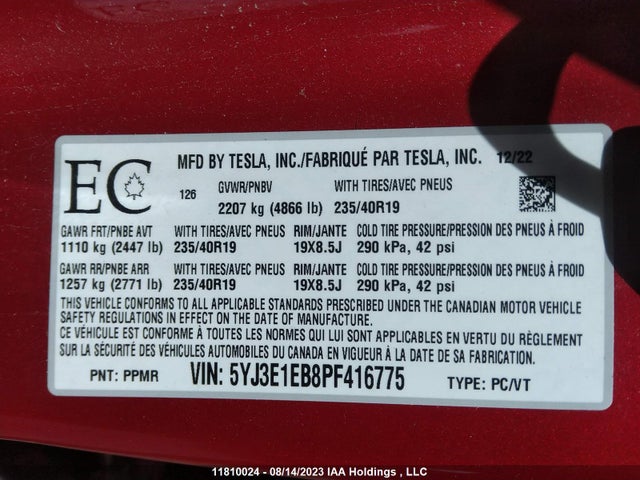 MFD BY TESLA, INC./FABRIQUÉ PAR TESLA, INC. 12/22
EC
126
GVWR/PNBV WITH TIRES/AVEC PNEUS
2207 kg (4866 lb) 235/40R19
GAWR FRT/PNBE AVT WITH TIRES/AVEC PNEUS RIM/JANTE COLD TIRE PRESSURE/PRESSION DES PNEUS À FROID
1110 kg (2447 lb) 235/40R19 19X8.5J 290 kPa, 42 psi
GAWR RR/PNBE ARR WITH TIRES/AVEC PNEUS RIM/JANTE COLD TIRE PRESSURE/PRESSION DES PNEUS À FROID
1257 kg (2771 lb) 235/40R19 19X8.5J 290 kPa, 42 psi
THIS VEHICLE CONFORMS TO ALL APPLICABLE STANDARDS PRESCRIBED UNDER THE CANADIAN MOTOR VEHICLE
SAFETY REGULATIONS IN EFFECT ON THE DATE OF MANUFACTURE.
CE VÉHICULE EST CONFORME À TOUTES LES NORMES QUI LUI SONT APPLICABLES EN VERTU DU RÈGLEMENT
SUR LA SÉCURITÉ DES VÉHICULES AUTOMOBILES DU CANADA EN VIGUEUR À LA DATE DE SA FABRICATION.
PNT: PPMR VIN: 5YJ3E1EB8PF416775 TYPE: PC/VT
11810024 - 08/14/2023 IAA Holdings , LLC